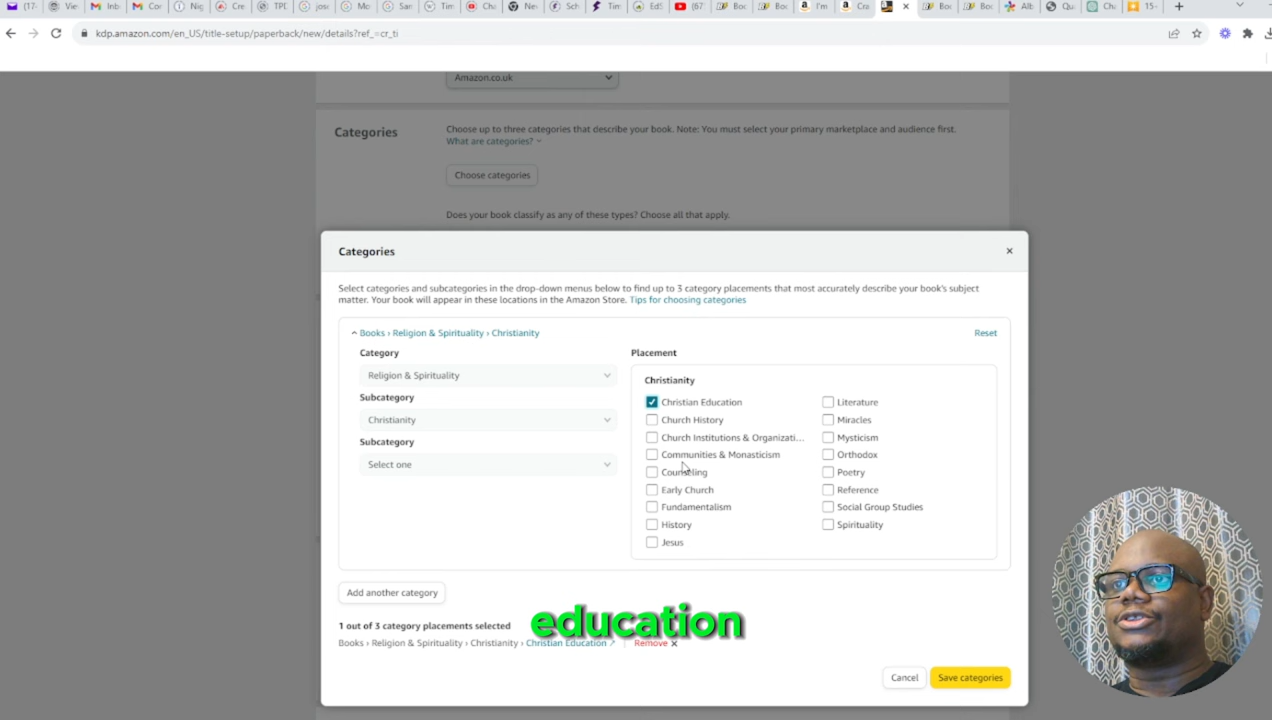 kdp.amazon.com/en_US/title-setup/paperback/new/details?ref_=cr_ti
Amazon.co.uk
Categories
Choose up to three categories that describe your book. Note: You must select your primary marketplace and audience first.
What are categories?
Choose categories
Does your book classify as any of these types? Choose all that apply.
Categories
Select categories and subcategories in the drop-down menus below to find up to 3 category placements that most accurately describe your book's subject
matter. Your book will appear in these locations in the Amazon Store. Tips for choosing categories
Books › Religion & Spirituality › Christianity
Reset
Category
Religion & Spirituality
Subcategory
Christianity
Subcategory
Select one
Placement
Christianity
Christian Education
Church History
Church Institutions & Organizati...
Communities & Monasticism
Counseling
Early Church
Fundamentalism
History
Jesus
Literature
Miracles
Mysticism
Orthodox
Poetry
Reference
Social Group Studies
Spirituality
Add another category
education
1 out of 3 category placements selected
Books › Religion & Spirituality › Christianity › Christian Education
Remove
Cancel
Save categories